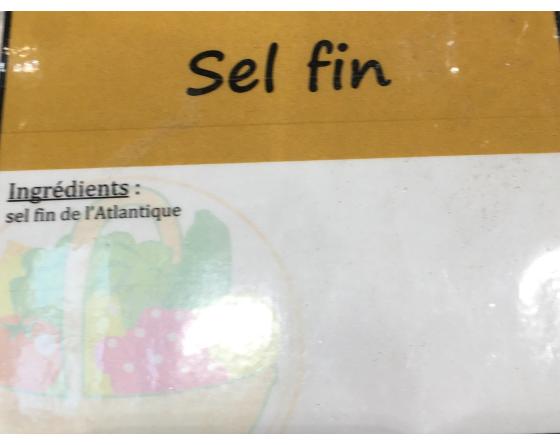 Sel fin
Ingrédients :
sel fin de l'Atlantique